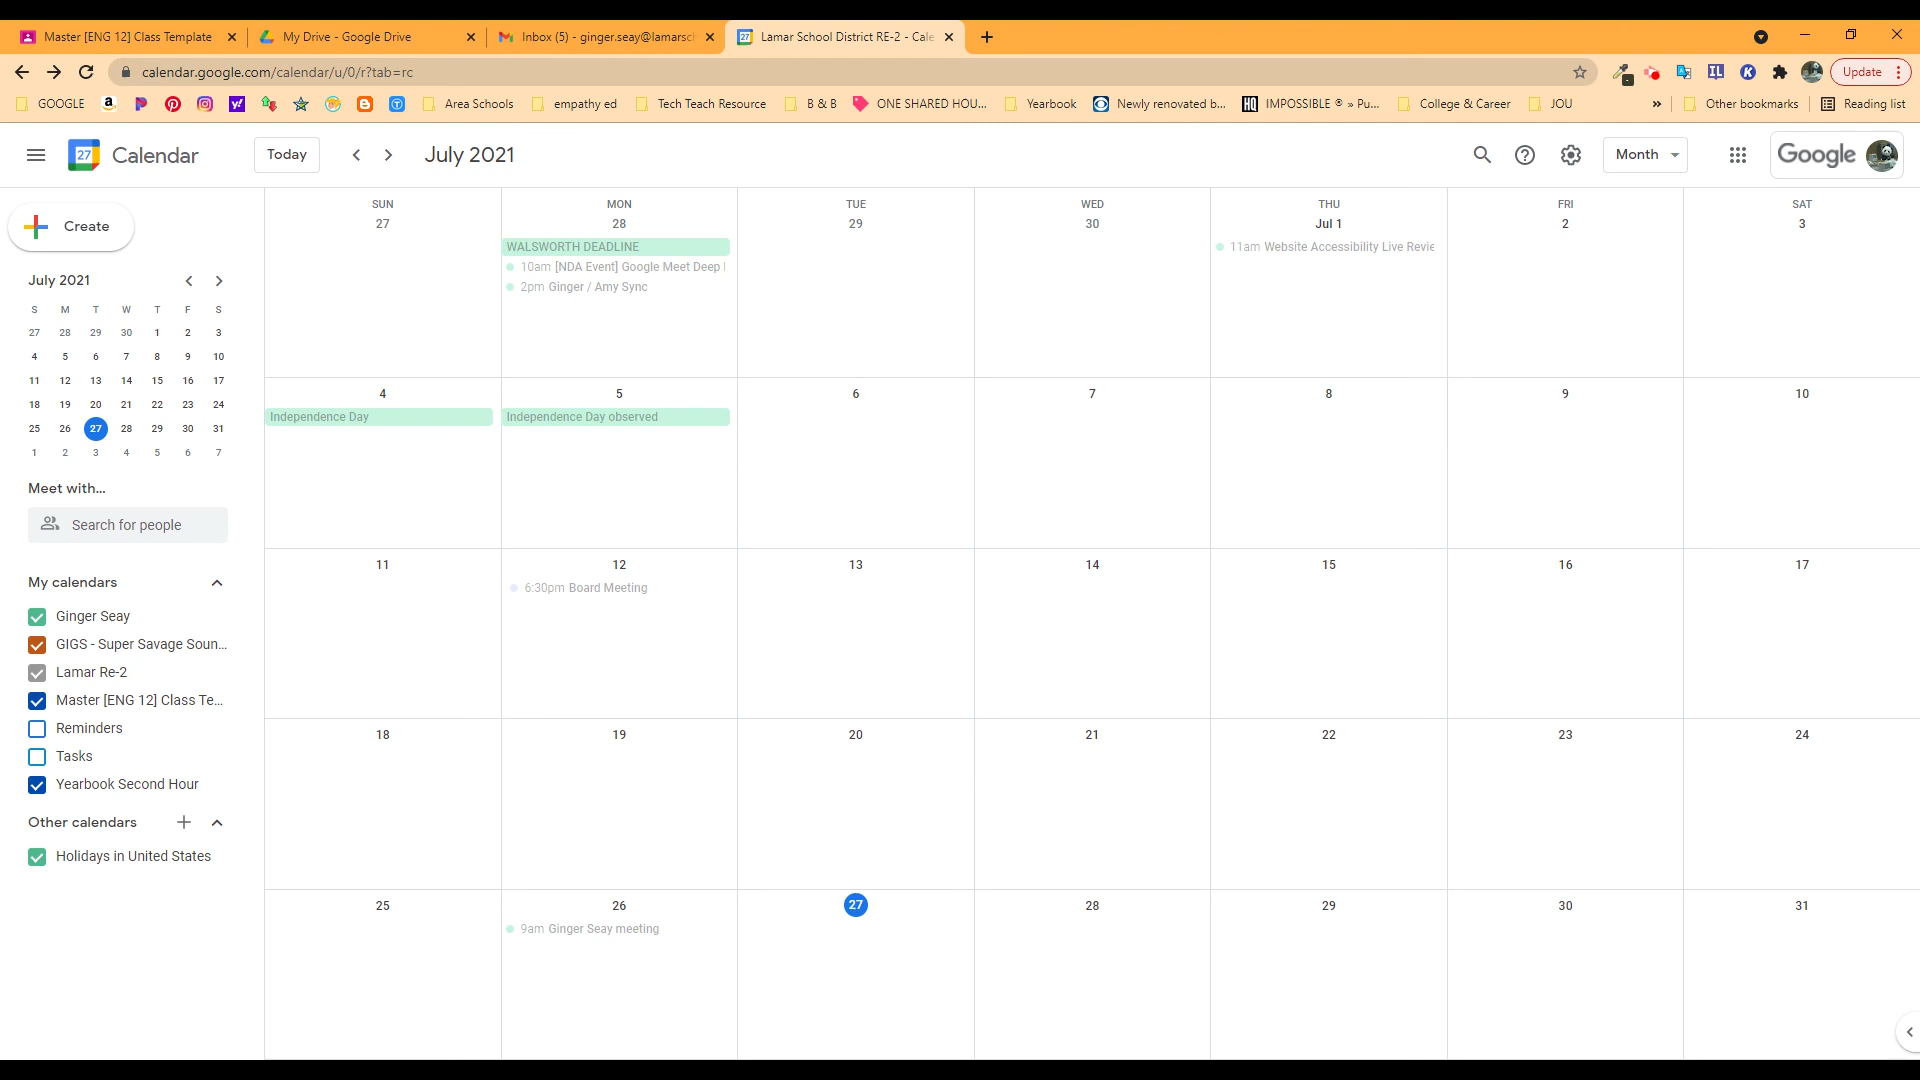 Master [ENG 12] Class Template
My Drive - Google Drive
Inbox (5) - ginger.seay@lamarsch
Lamar School District RE-2 - Cale
calendar.google.com/calendar/u/0/r?tab=rc
Update
GOOGLE
Area Schools
empathy ed
Tech Teach Resource
B & B
ONE SHARED HOU...
Yearbook
Newly renovated b...
IMPOSSIBLE ® » Pu...
College & Career
JOU
»
Other bookmarks
Reading list
27 Calendar
Today
July 2021
Month
Google
Create
July 2021
S M T W T F S
27 28 29 30 1 2 3
4 5 6 7 8 9 10
11 12 13 14 15 16 17
18 19 20 21 22 23 24
25 26 27 28 29 30 31
1 2 3 4 5 6 7
Meet with...
Search for people
My calendars
Ginger Seay
GIGS - Super Savage Soun...
Lamar Re-2
Master [ENG 12] Class Te...
Reminders
Tasks
Yearbook Second Hour
Other calendars
Holidays in United States
SUN MON TUE WED THU FRI SAT
27 28 29 30 Jul 1 2 3
WALSWORTH DEADLINE
10am [NDA Event] Google Meet Deep
2pm Ginger / Amy Sync
11am Website Accessibility Live Revie
4 5 6 7 8 9 10
Independence Day
Independence Day observed
11 12 13 14 15 16 17
6:30pm Board Meeting
18 19 20 21 22 23 24
25 26 27 28 29 30 31
9am Ginger Seay meeting